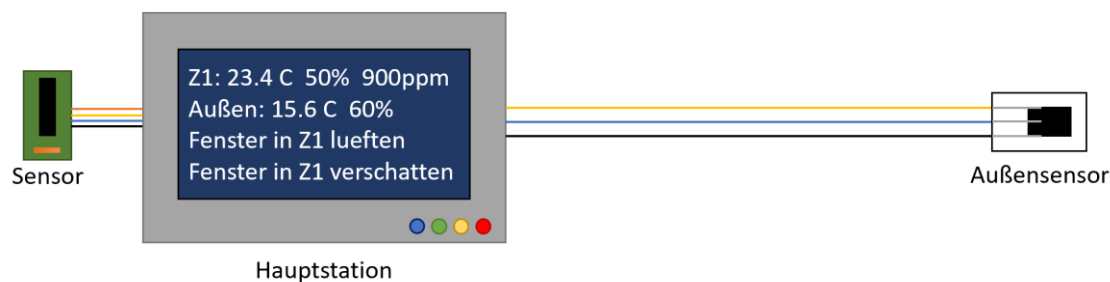 Z1: 23.4 C 50% 900ppm
Außen: 15.6 C 60%
Fenster in Z1 lueften
Fenster in Z1 verschatten
Sensor
Außensensor
Hauptstation